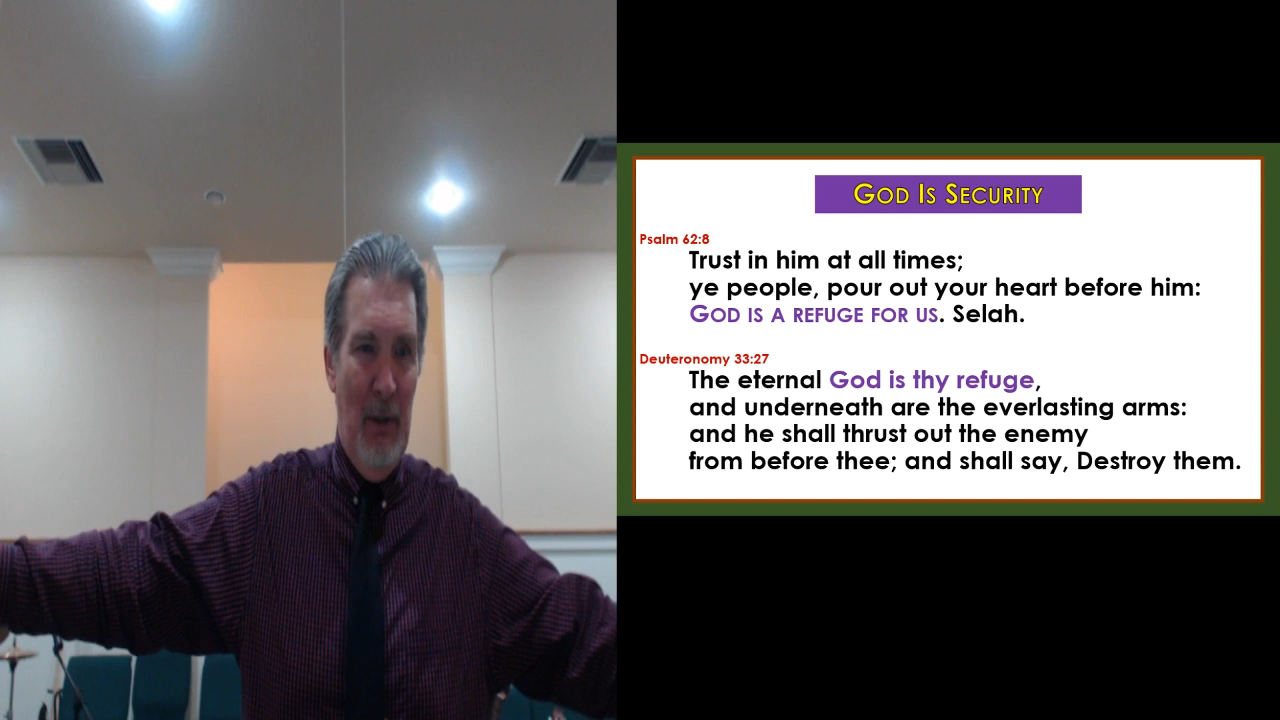 God Is Security
Psalm 62:8
Trust in him at all times;
ye people, pour out your heart before him:
God is a refuge for us. Selah.
Deuteronomy 33:27
The eternal God is thy refuge,
and underneath are the everlasting arms:
and he shall thrust out the enemy
from before thee; and shall say, Destroy them.